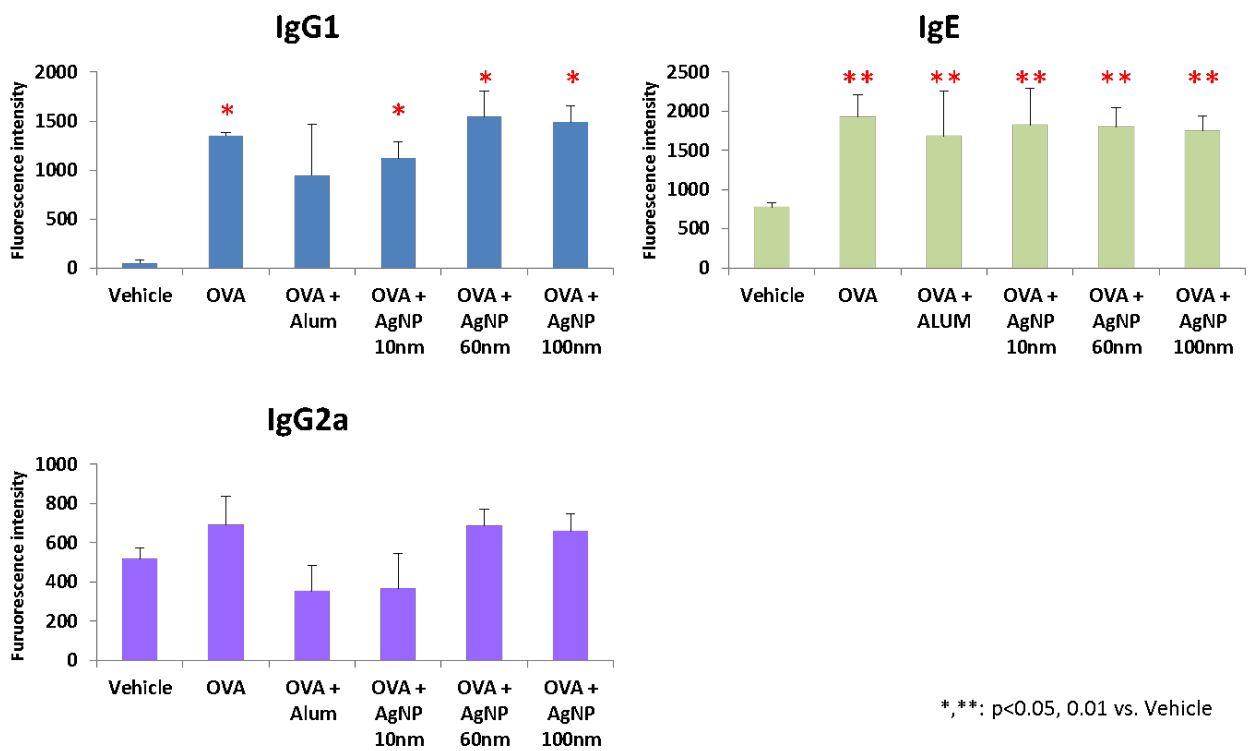 IgG1
Fluorescence intensity
2000
1500
1000
500
0
*
*
*
*
Vehicle
OVA
OVA +
Alum
OVA +
AgNP
10nm
OVA +
AgNP
60nm
OVA +
AgNP
100nm
IgE
Fluorescence intensity
2500
2000
1500
1000
500
0
**
**
**
**
**
Vehicle
OVA
OVA +
ALUM
OVA +
AgNP
10nm
OVA +
AgNP
60nm
OVA +
AgNP
100nm
IgG2a
Furuorescence intensity
1000
800
600
400
200
0
Vehicle
OVA
OVA +
Alum
OVA +
AgNP
10nm
OVA +
AgNP
60nm
OVA +
AgNP
100nm
*,**: p<0.05, 0.01 vs. Vehicle